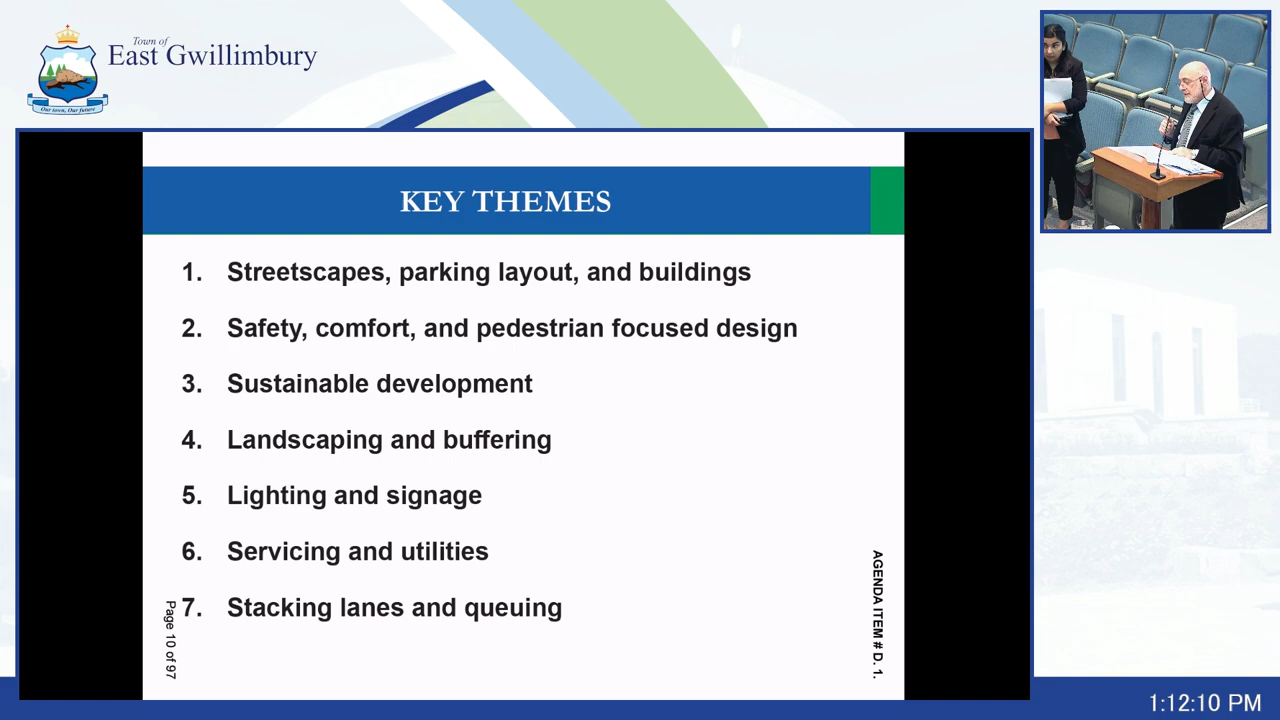 Town of
East Gwillimbury
Our town, Our future
KEY THEMES
1. Streetscapes, parking layout, and buildings
2. Safety, comfort, and pedestrian focused design
3. Sustainable development
4. Landscaping and buffering
5. Lighting and signage
6. Servicing and utilities
7. Stacking lanes and queuing
Page 10 of 97
AGENDA ITEM # D. 1.
1:12:10 PM